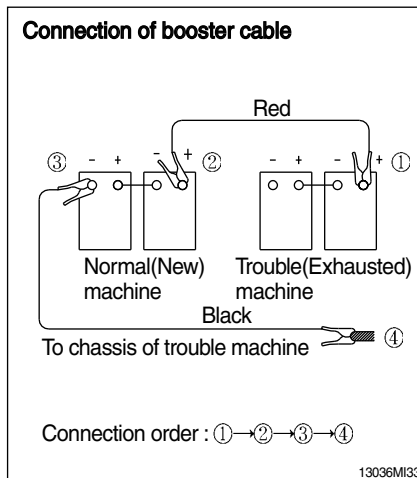 Connection of booster cable
Red
③ - + - + ② - + - + ①
Normal(New) machine
Trouble(Exhausted) machine
Black
To chassis of trouble machine ④
Connection order : ①→②→③→④
13036MI33